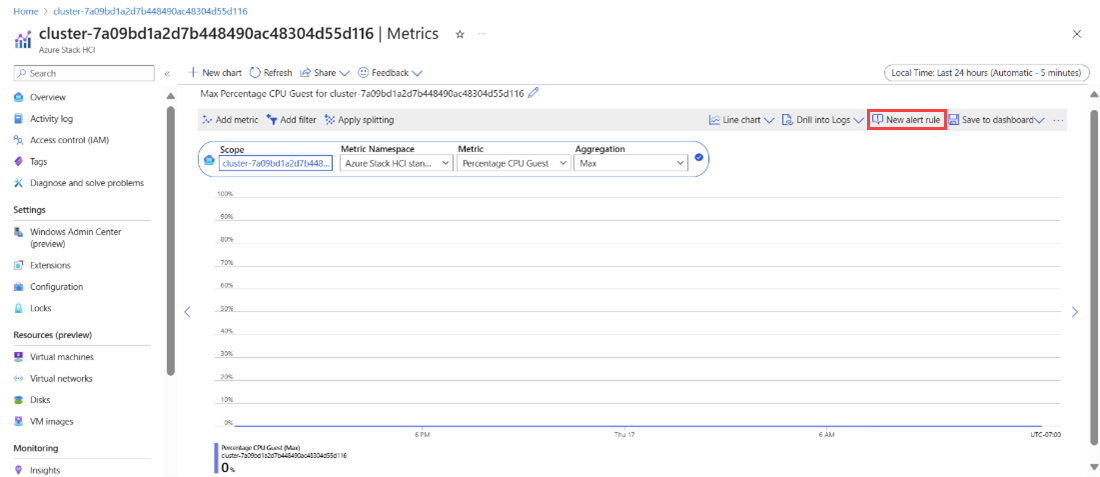 Home > cluster-7a09bd1a2d7b448490ac48304d55d116
cluster-7a09bd1a2d7b448490ac48304d55d116 | Metrics
Azure Stack HCI
Search
Overview
Activity log
Access control (IAM)
Tags
Diagnose and solve problems
Settings
Windows Admin Center
(preview)
Extensions
Configuration
Locks
Resources (preview)
Virtual machines
Virtual networks
Disks
VM images
Monitoring
Insights
New chart Refresh Share Feedback
Local Time: Last 24 hours (Automatic - 5 minutes)
Max Percentage CPU Guest for cluster-7a09bd1a2d7b448490ac48304d55d116
Add metric Add filter Apply splitting
Line chart Drill into Logs New alert rule Save to dashboard
Scope Metric Namespace Metric Aggregation
cluster-7a09bd1a2d7b448... Azure Stack HCI stan... Percentage CPU Guest Max
100%
90%
80%
70%
60%
50%
40%
30%
20%
10%
0%
6 PM Thu 17 6 AM UTC-07:00
Percentage CPU Guest (Max)
cluster-7a09bd1a2d7b448490ac48304d55d116
0%